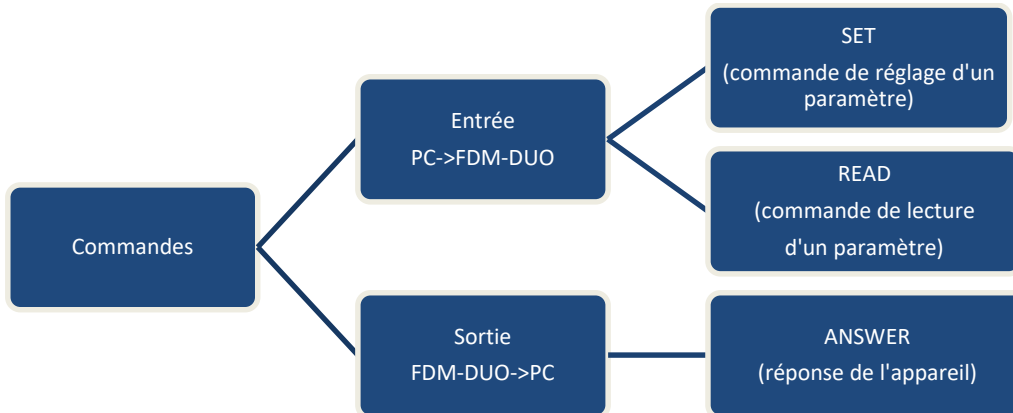 Commandes
Entrée
PC->FDM-DUO
SET
(commande de réglage d'un
paramètre)
READ
(commande de lecture
d'un paramètre)
Sortie
FDM-DUO->PC
ANSWER
(réponse de l'appareil)